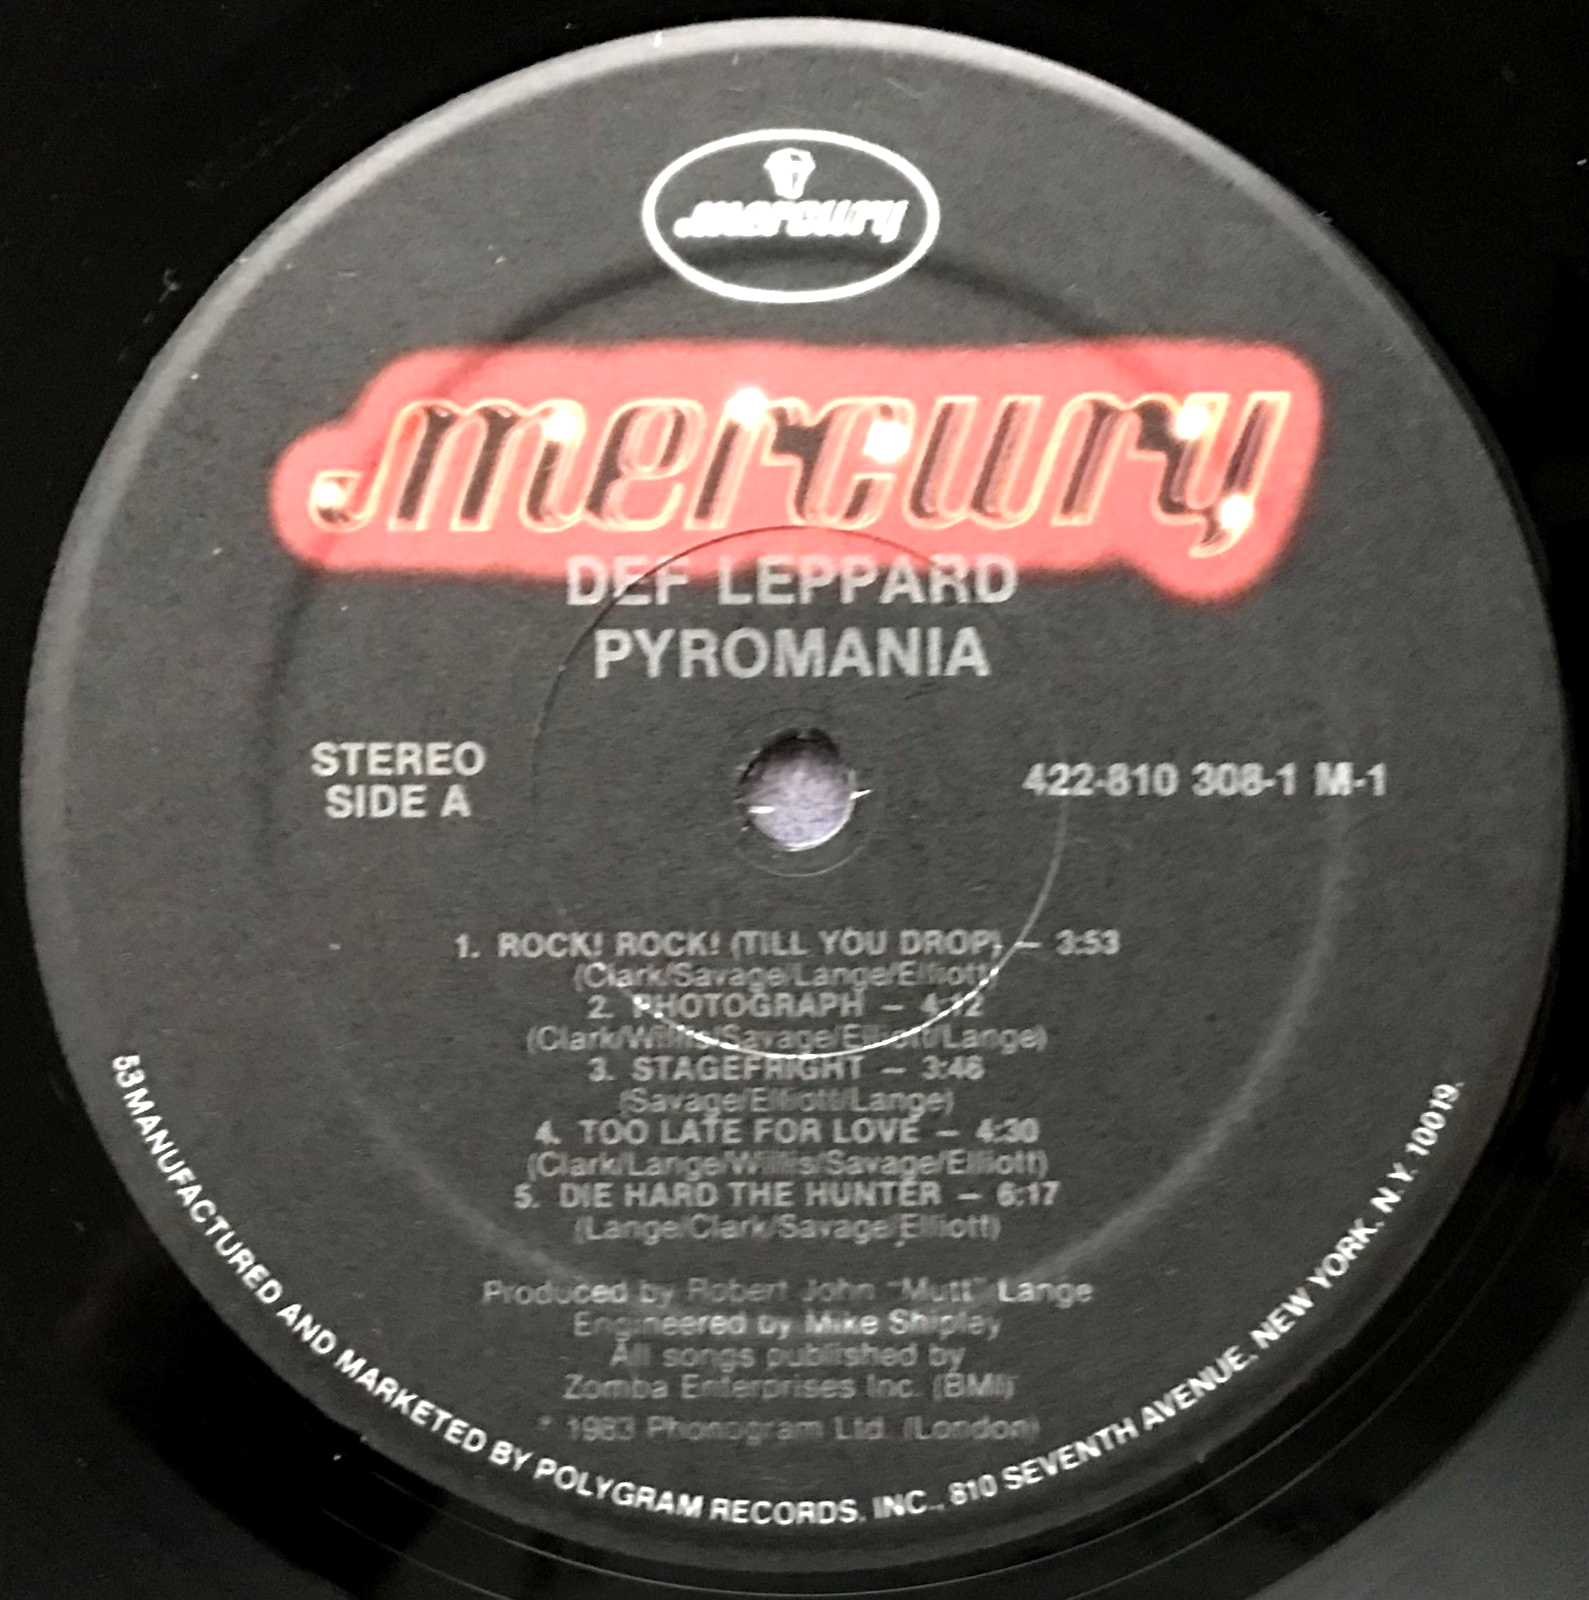 mercury
mercury
DEF LEPPARD
PYROMANIA
STEREO
SIDE A
422-810 308-1 M-1
1. ROCK! ROCK! (TILL YOU DROP) — 3:53
(Clark/Savage/Lange/Elliott)
2. PHOTOGRAPH — 4:12
(Clark/Willis/Savage/Elliott/Lange)
3. STAGEFRIGHT — 3:46
(Savage/Elliott/Lange)
4. TOO LATE FOR LOVE — 4:30
(Clark/Lange/Willis/Savage/Elliott)
5. DIE HARD THE HUNTER — 6:17
(Lange/Clark/Savage/Elliott)
Produced by Robert John "Mutt" Lange
Engineered by Mike Shipley
All songs published by
Zomba Enterprises Inc. (BMI)
1983 Phonogram Ltd. (London)
53 MANUFACTURED AND MARKETED BY POLYGRAM RECORDS, INC., 810 SEVENTH AVENUE, NEW YORK, N.Y. 10019.